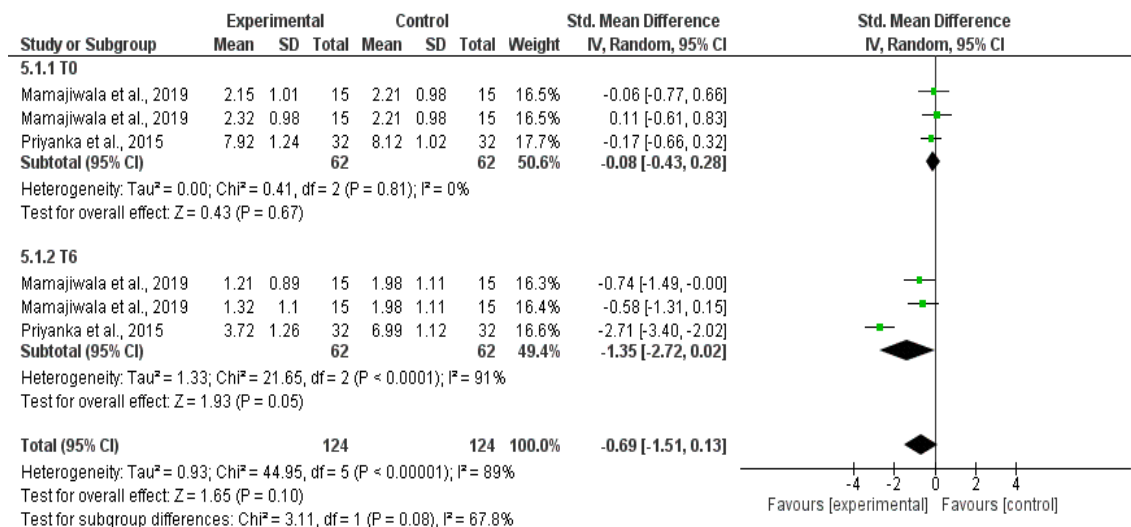 Experimental Control Std. Mean Difference Std. Mean Difference
Study or Subgroup Mean SD Total Mean SD Total Weight IV, Random, 95% CI IV, Random, 95% CI
5.1.1 T0
Mamajiwala et al., 2019 2.15 1.01 15 2.21 0.98 15 16.5% -0.06 [-0.77, 0.66]
Mamajiwala et al., 2019 2.32 0.98 15 2.21 0.98 15 16.5% 0.11 [-0.61, 0.83]
Priyanka et al., 2015 7.92 1.24 32 8.12 1.02 32 17.7% -0.17 [-0.66, 0.32]
Subtotal (95% CI) 62 62 50.6% -0.08 [-0.43, 0.28]
Heterogeneity: Tau² = 0.00; Chi² = 0.41, df = 2 (P = 0.81); I² = 0%
Test for overall effect: Z = 0.43 (P = 0.67)
5.1.2 T6
Mamajiwala et al., 2019 1.21 0.89 15 1.98 1.11 15 16.3% -0.74 [-1.49, -0.00]
Mamajiwala et al., 2019 1.32 1.1 15 1.98 1.11 15 16.4% -0.58 [-1.31, 0.15]
Priyanka et al., 2015 3.72 1.26 32 6.99 1.12 32 16.6% -2.71 [-3.40, -2.02]
Subtotal (95% CI) 62 62 49.4% -1.35 [-2.72, 0.02]
Heterogeneity: Tau² = 1.33; Chi² = 21.65, df = 2 (P < 0.0001); I² = 91%
Test for overall effect: Z = 1.93 (P = 0.05)
Total (95% CI) 124 124 100.0% -0.69 [-1.51, 0.13]
Heterogeneity: Tau² = 0.93; Chi² = 44.95, df = 5 (P < 0.00001); I² = 89%
Test for overall effect: Z = 1.65 (P = 0.10)
Test for subgroup differences: Chi² = 3.11, df = 1 (P = 0.08), I² = 67.8%
-4 -2 0 2 4
Favours [experimental] Favours [control]